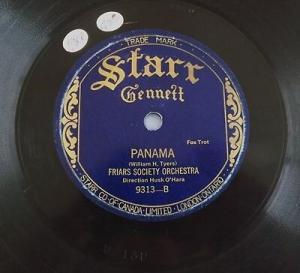 TRADE MARK
Starr
Gennett
Fox Trot
PANAMA
(William H. Tyers)
FRIARS SOCIETY ORCHESTRA
Direction Husk O'Hara
9313—B
STARR CO. OF CANADA-LIMITED-LONDON-ONTARIO